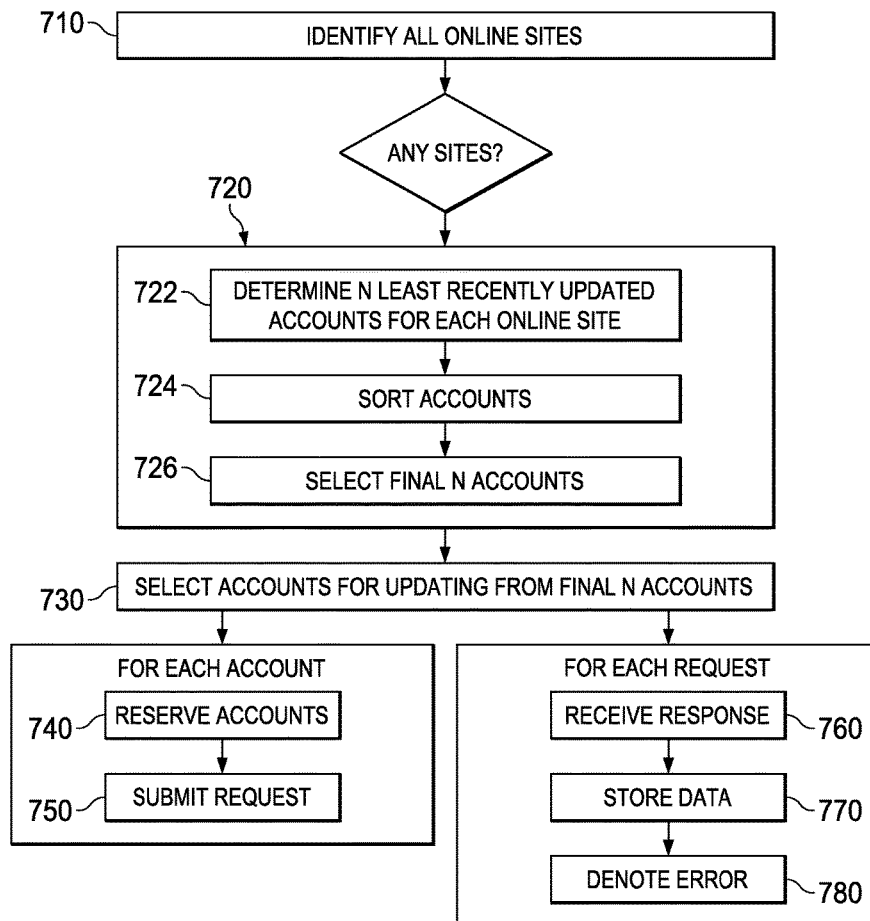 710
IDENTIFY ALL ONLINE SITES
ANY SITES?
720
722
DETERMINE N LEAST RECENTLY UPDATED
ACCOUNTS FOR EACH ONLINE SITE
724
SORT ACCOUNTS
726
SELECT FINAL N ACCOUNTS
730
SELECT ACCOUNTS FOR UPDATING FROM FINAL N ACCOUNTS
FOR EACH ACCOUNT
740
RESERVE ACCOUNTS
750
SUBMIT REQUEST
FOR EACH REQUEST
RECEIVE RESPONSE
760
STORE DATA
770
DENOTE ERROR
780